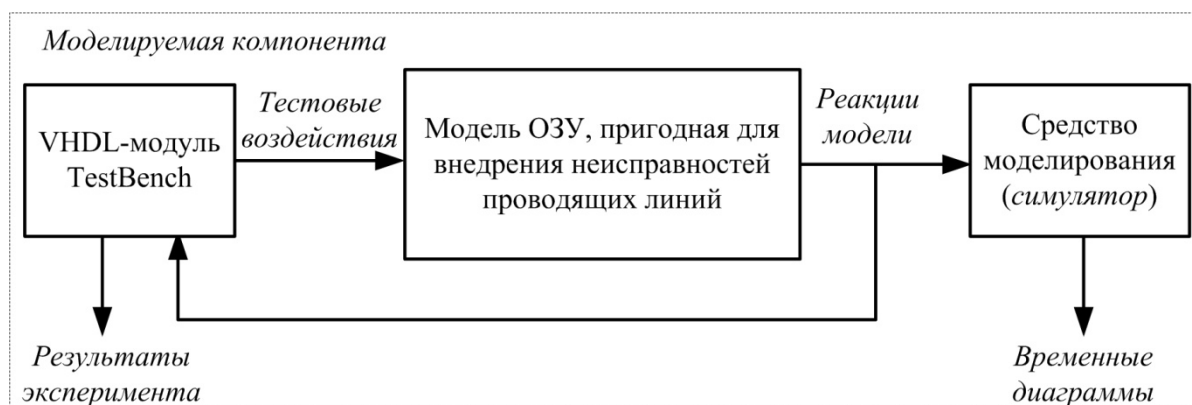 Моделируемая компонента
VHDL-модуль
TestBench
Тестовые
воздействия
Модель ОЗУ, пригодная для
внедрения неисправностей
проводящих линий
Реакции
модели
Средство
моделирования
(симулятор)
Результаты
эксперимента
Временные
диаграммы